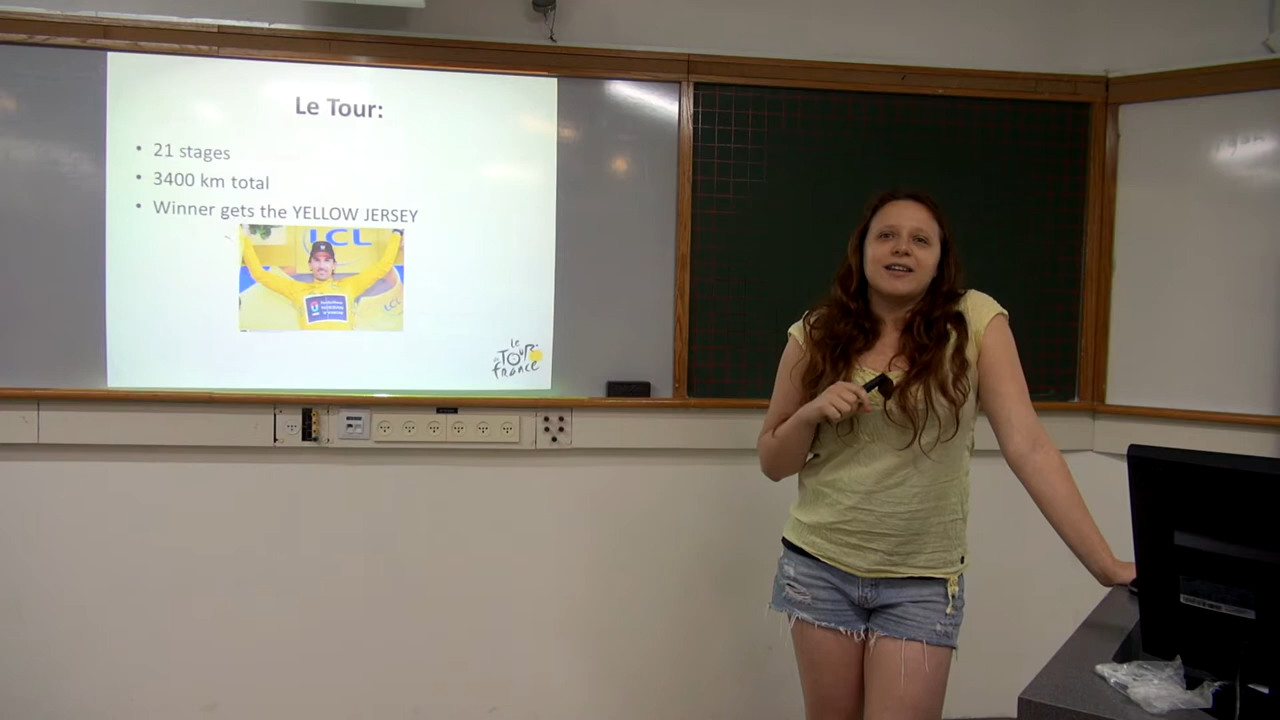 Le Tour:
• 21 stages
• 3400 km total
• Winner gets the YELLOW JERSEY
LCL
Le
TOUR
de
france